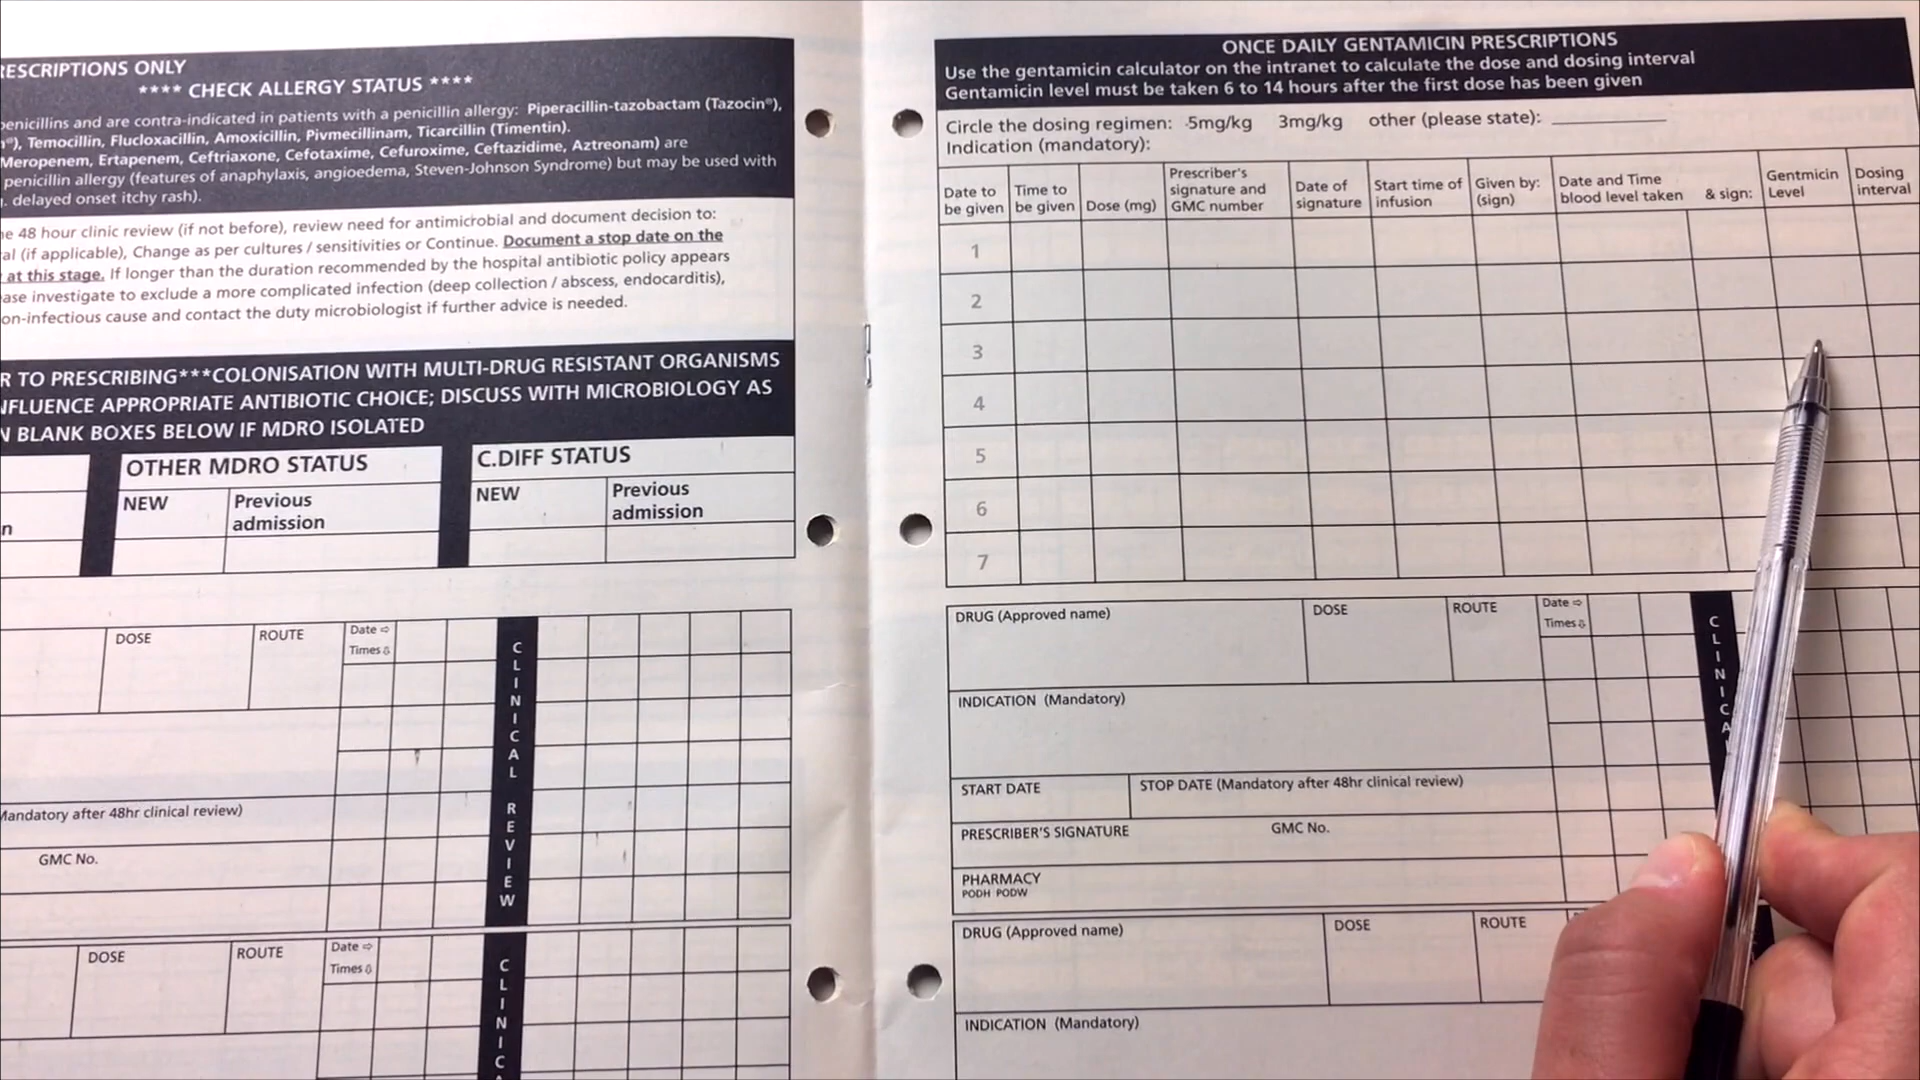 RESCRIPTIONS ONLY
**** CHECK ALLERGY STATUS ****
penicillins and are contra-indicated in patients with a penicillin allergy: Piperacillin-tazobactam (Tazocin®),
®), Temocillin, Flucloxacillin, Amoxicillin, Pivmecillinam, Ticarcillin (Timentin).
Meropenem, Ertapenem, Ceftriaxone, Cefotaxime, Cefuroxime, Ceftazidime, Aztreonam) are
penicillin allergy (features of anaphylaxis, angioedema, Steven-Johnson Syndrome) but may be used with
. delayed onset itchy rash).
e 48 hour clinic review (if not before), review need for antimicrobial and document decision to:
al (if applicable), Change as per cultures / sensitivities or Continue. Document a stop date on the
at this stage. If longer than the duration recommended by the hospital antibiotic policy appears
ase investigate to exclude a more complicated infection (deep collection / abscess, endocarditis),
on-infectious cause and contact the duty microbiologist if further advice is needed.
R TO PRESCRIBING***COLONISATION WITH MULTI-DRUG RESISTANT ORGANISMS
NFLUENCE APPROPRIATE ANTIBIOTIC CHOICE; DISCUSS WITH MICROBIOLOGY AS
N BLANK BOXES BELOW IF MDRO ISOLATED
OTHER MDRO STATUS
C.DIFF STATUS
n
NEW
Previous
admission
NEW
Previous
admission
DOSE
ROUTE
Date ⇨
Times ⇩
CLINICAL REVIEW
Mandatory after 48hr clinical review)
GMC No.
DOSE
ROUTE
Date ⇨
Times ⇩
CLINICA
ONCE DAILY GENTAMICIN PRESCRIPTIONS
Use the gentamicin calculator on the intranet to calculate the dose and dosing interval
Gentamicin level must be taken 6 to 14 hours after the first dose has been given
Circle the dosing regimen: 5mg/kg 3mg/kg other (please state): ____________
Indication (mandatory):
Date to
be given
Time to
be given
Dose (mg)
Prescriber's
signature and
GMC number
Date of
signature
Start time of
infusion
Given by:
(sign)
Date and Time
blood level taken & sign:
Gentmicin
Level
Dosing
interval
1
2
3
4
5
6
7
DRUG (Approved name)
DOSE
ROUTE
Date ⇨
Times ⇩
CLINICA
INDICATION (Mandatory)
START DATE
STOP DATE (Mandatory after 48hr clinical review)
PRESCRIBER'S SIGNATURE
GMC No.
PHARMACY
PODH PODW
DRUG (Approved name)
DOSE
ROUTE
INDICATION (Mandatory)